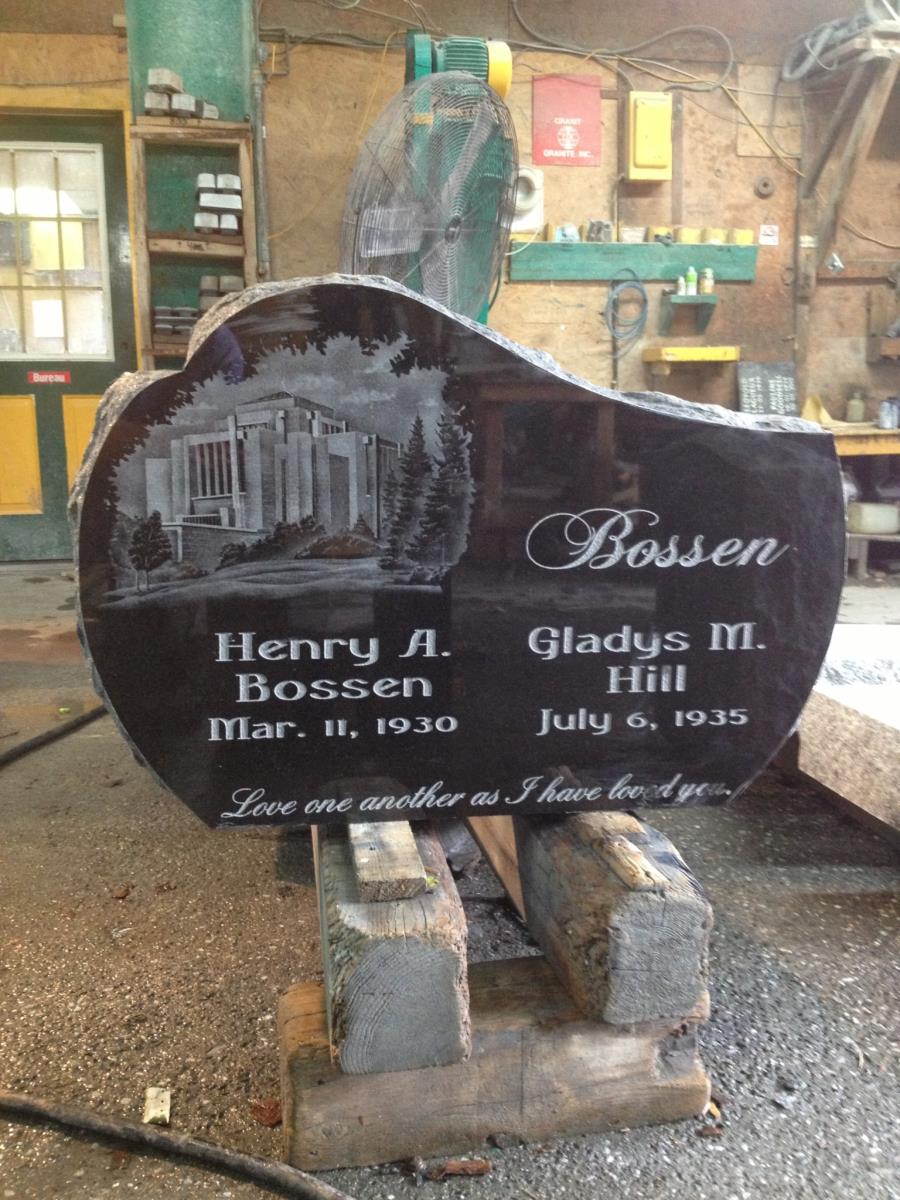 GRANIT
GRANITE INC.
Bureau
Bossen
Henry A.
Bossen
Mar. 11, 1930
Gladys M.
Hill
July 6, 1935
Love one another as I have loved you.